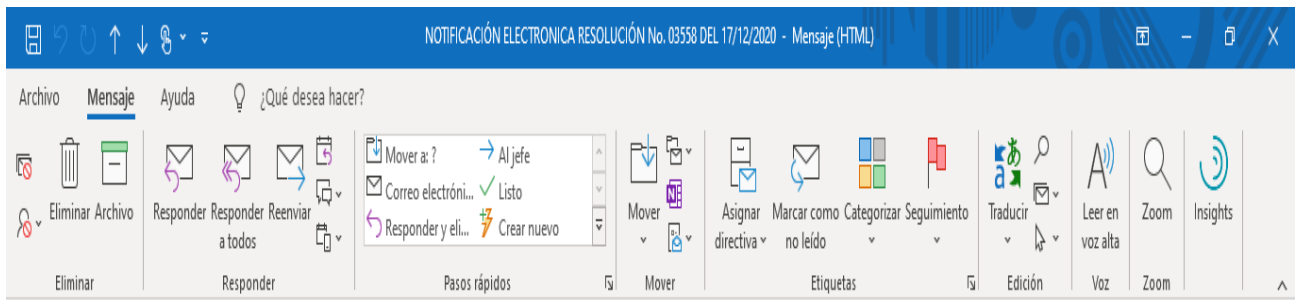 NOTIFICACIÓN ELECTRONICA RESOLUCIÓN No. 03558 DEL 17/12/2020 - Mensaje (HTML)
Archivo Mensaje Ayuda ¿Qué desea hacer?
Mover a: ? Al jefe
Correo electróni... Listo
Responder y eli... Crear nuevo
Eliminar Archivo Responder Responder a todos Reenviar Mover Asignar directiva Marcar como no leído Categorizar Seguimiento Traducir Leer en voz alta Zoom Insights
Eliminar Responder Pasos rápidos Mover Etiquetas Edición Voz Zoom